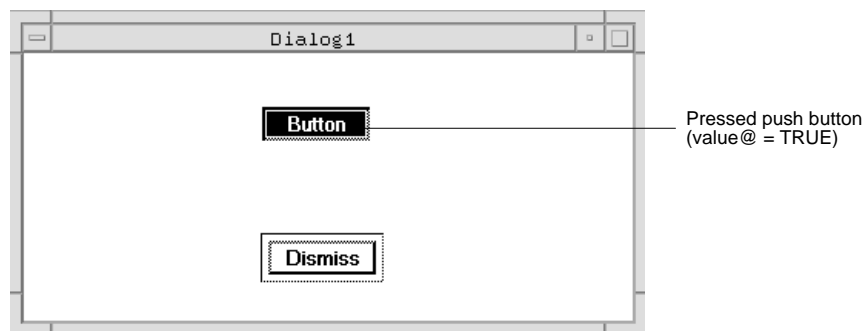 Dialog1
Button
Pressed push button
(value@ = TRUE)
Dismiss